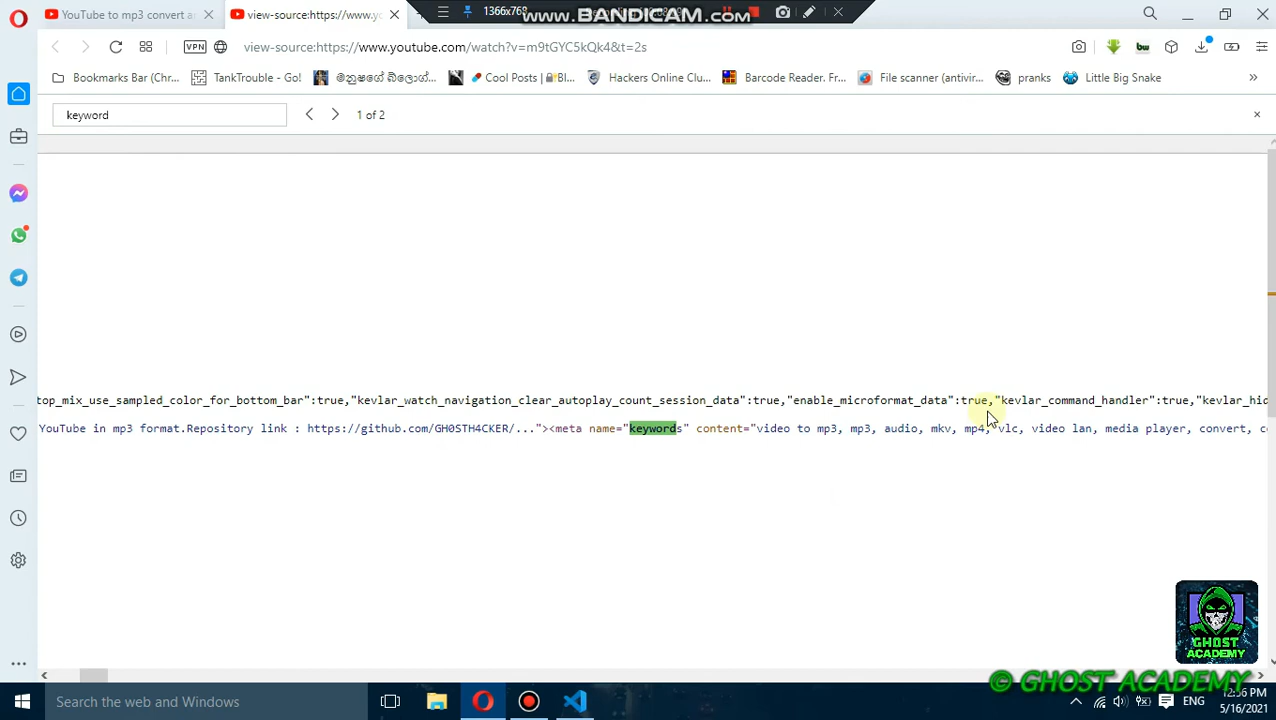 YouTube to mp3 convert a
view-source:https://www.yo
1366x768
www.BANDICAM.com
VPN
view-source:https://www.youtube.com/watch?v=m9tGYC5kQk4&t=2s
bw
Bookmarks Bar (Chr...
TankTrouble - Go!
මනුෂගේ බ්ලොග්...
Cool Posts | Bl...
Hackers Online Clu...
Barcode Reader. Fr...
File scanner (antivir...
pranks
Little Big Snake
keyword
1 of 2
top_mix_use_sampled_color_for_bottom_bar":true,"kevlar_watch_navigation_clear_autoplay_count_session_data":true,"enable_microformat_data":true,"kevlar_command_handler":true,"kevlar_hid
YouTube in mp3 format.Repository link : https://github.com/GH0STH4CKER/..."><meta name="keywords" content="video to mp3, mp3, audio, mkv, mp4, vlc, video lan, media player, convert, c
GHOST
ACADEMY
© GHOST ACADEMY
Search the web and Windows
ENG
12:56 PM
5/16/2021